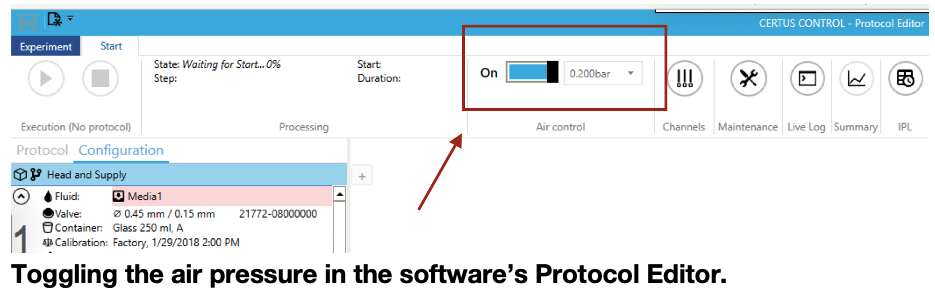 CERTUS CONTROL - Protocol Editor
Experiment Start
State: Waiting for Start... 0%
Step:
Start:
Duration:
On 0.200bar
Execution (No protocol) Processing Air control Channels Maintenance Live Log Summary IPL
Protocol Configuration
Head and Supply
+
1
Fluid: Media1
Valve: ⌀ 0.45 mm / 0.15 mm 21772-08000000
Container: Glass 250 ml, A
Calibration: Factory, 1/29/2018 2:00 PM
Toggling the air pressure in the software's Protocol Editor.